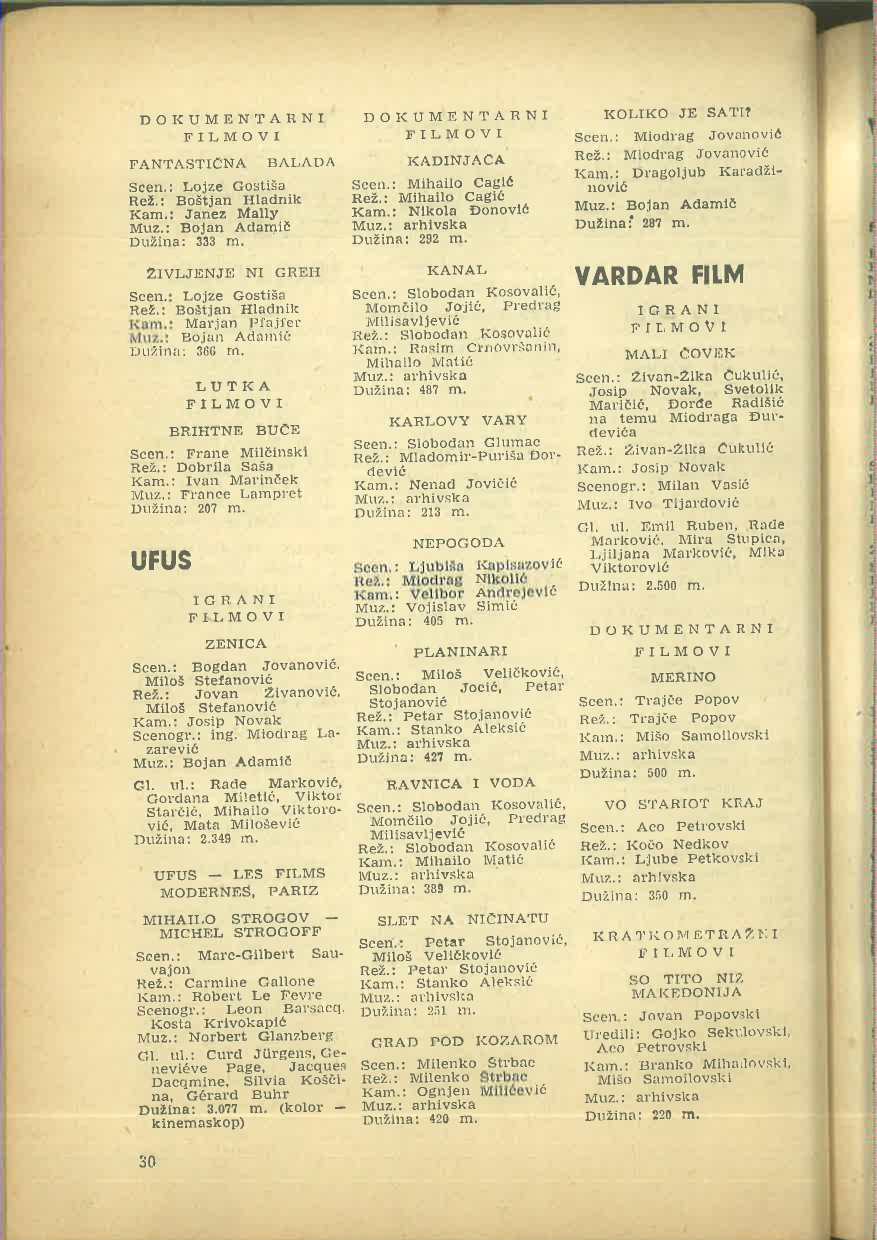 DOKUMENTARNI
FILMOVI
FANTASTIČNA BALADA
Scen.: Lojze Gostiša
Rež.: Boštjan Hladnik
Kam.: Janez Mally
Muz.: Bojan Adamič
Dužina: 333 m.
ŽIVLJENJE NI GREH
Scen.: Lojze Gostiša
Rež.: Boštjan Hladnik
Kam.: Marjan Pfajfer
Muz.: Bojan Adamič
Dužina: 366 m.
LUTKA
FILMOVI
BRIHTNE BUČE
Scen.: Frane Milčinski
Rež.: Dobrila Saša
Kam.: Ivan Marinček
Muz.: France Lampret
Dužina: 207 m.
UFUS
IGRANI
FILMOVI
ZENICA
Scen.: Bogdan Jovanović,
Miloš Stefanović
Rež.: Jovan Živanović,
Miloš Stefanović
Kam.: Josip Novak
Scenogr.: ing. Miodrag La-
zarević
Muz.: Bojan Adamič
Gl. ul.: Rade Marković,
Gordana Miletić, Viktor
Starčić, Mihailo Viktoro-
vić, Mata Milošević
Dužina: 2.349 m.
UFUS — LES FILMS
MODERNES, PARIZ
MIHAILO STROGOV —
MICHEL STROGOFF
Scen.: Marc-Gilbert Sau-
vajon
Rež.: Carmine Gallone
Kam.: Robert Le Fevre
Scenogr.: Leon Barsacq,
Kosta Krivokapić
Muz.: Norbert Glanzberg
Gl. ul.: Curd Jürgens, Ge-
neviéve Page, Jacques
Dacqmine, Silvia Košči-
na, Gérard Buhr
Dužina: 3.077 m. (kolor —
kinemaskop)
30
DOKUMENTARNI
FILMOVI
KADINJAČA
Scen.: Mihailo Cagić
Rež.: Mihailo Cagić
Kam.: Nikola Đonović
Muz.: arhivska
Dužina: 292 m.
KANAL
Scen.: Slobodan Kosovalić,
Momčilo Jojić, Predrag
Milisavljević
Rež.: Slobodan Kosovalić
Kam.: Rasim Crnovršanin,
Mihailo Matić
Muz.: arhivska
Dužina: 487 m.
KARLOVY VARY
Scen.: Slobodan Glumac
Rež.: Mladomir-Puriša Đor-
đević
Kam.: Nenad Jovičić
Muz.: arhivska
Dužina: 213 m.
NEPOGODA
Scen.: Ljubiša Kapisazović
Rež.: Miodrag Nikolić
Kam.: Velibor Andrejević
Muz.: Vojislav Simić
Dužina: 405 m.
PLANINARI
Scen.: Miloš Veličković,
Slobodan Jocić, Petar
Stojanović
Rež.: Petar Stojanović
Kam.: Stanko Aleksić
Muz.: arhivska
Dužina: 427 m.
RAVNICA I VODA
Scen.: Slobodan Kosovalić,
Momčilo Jojić, Predrag
Milisavljević
Rež.: Slobodan Kosovalić
Kam.: Mihailo Matić
Muz.: arhivska
Dužina: 389 m.
SLET NA NIČINATU
Scen.: Petar Stojanović,
Miloš Veličković
Rež.: Petar Stojanović
Kam.: Stanko Aleksić
Muz.: arhivska
Dužina: 251 m.
GRAD POD KOZAROM
Scen.: Milenko Štrbac
Rež.: Milenko Štrbac
Kam.: Ognjen Milićević
Muz.: arhivska
Dužina: 420 m.
KOLIKO JE SATI?
Scen.: Miodrag Jovanović
Rež.: Miodrag Jovanović
Kam.: Dragoljub Karadži-
nović
Muz.: Bojan Adamič
Dužina: 287 m.
VARDAR FILM
IGRANI
FILMOVI
MALI ČOVEK
Scen.: Živan-Žika Čukulić,
Josip Novak, Svetolik
Maričić, Đorđe Radišić
na temu Miodraga Đur-
đevića
Rež.: Živan-Žika Čukulić
Kam.: Josip Novak
Scenogr.: Milan Vasić
Muz.: Ivo Tijardović
Gl. ul. Emil Ruben, Rade
Marković, Mira Stupica,
Ljiljana Marković, Mika
Viktorović
Dužina: 2.500 m.
DOKUMENTARNI
FILMOVI
MERINO
Scen.: Trajče Popov
Rež.: Trajče Popov
Kam.: Mišo Samoilovski
Muz.: arhivska
Dužina: 500 m.
VO STARIOT KRAJ
Scen.: Aco Petrovski
Rež.: Kočo Nedkov
Kam.: Ljube Petkovski
Muz.: arhivska
Dužina: 350 m.
KRATKOMETRAŽNI
FILMOVI
SO TITO NIZ
MAKEDONIJA
Scen.: Jovan Popovski
Uredili: Gojko Sekulovski,
Aco Petrovski
Kam.: Branko Mihajlovski,
Mišo Samoilovski
Muz.: arhivska
Dužina: 220 m.